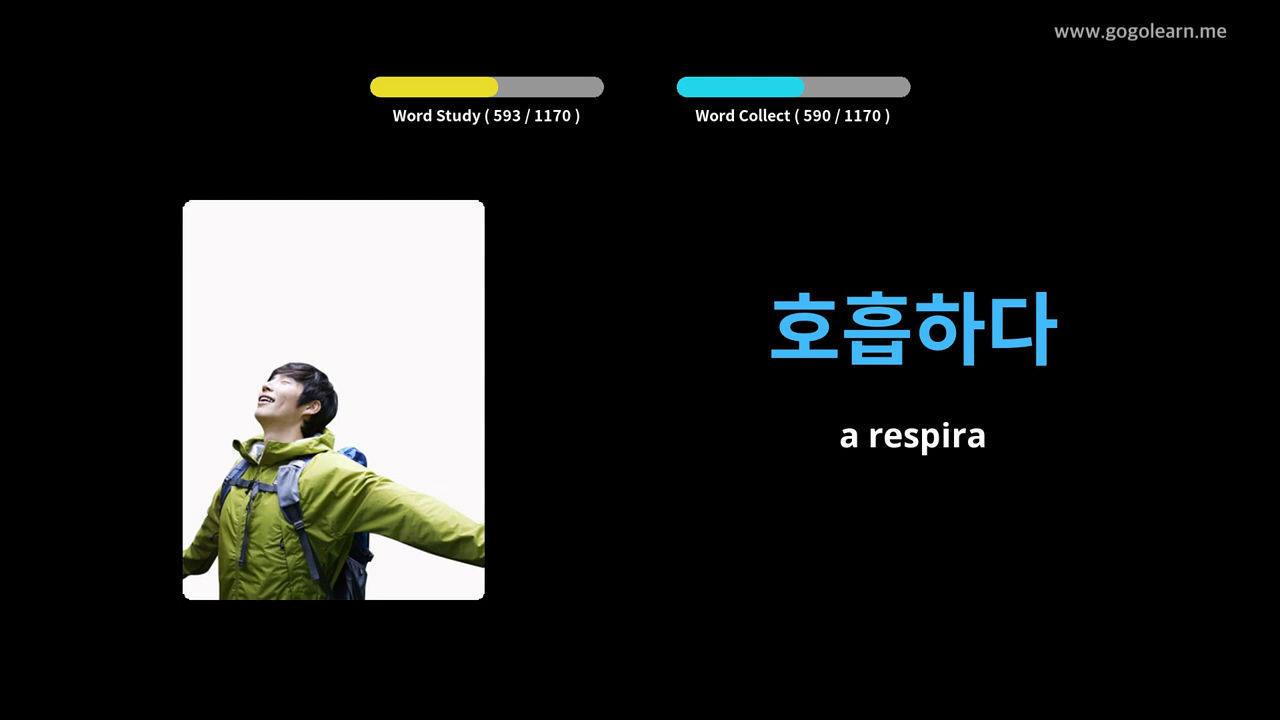 www.gogolearn.me
Word Study ( 593 / 1170 )
Word Collect ( 590 / 1170 )
호흡하다
a respira